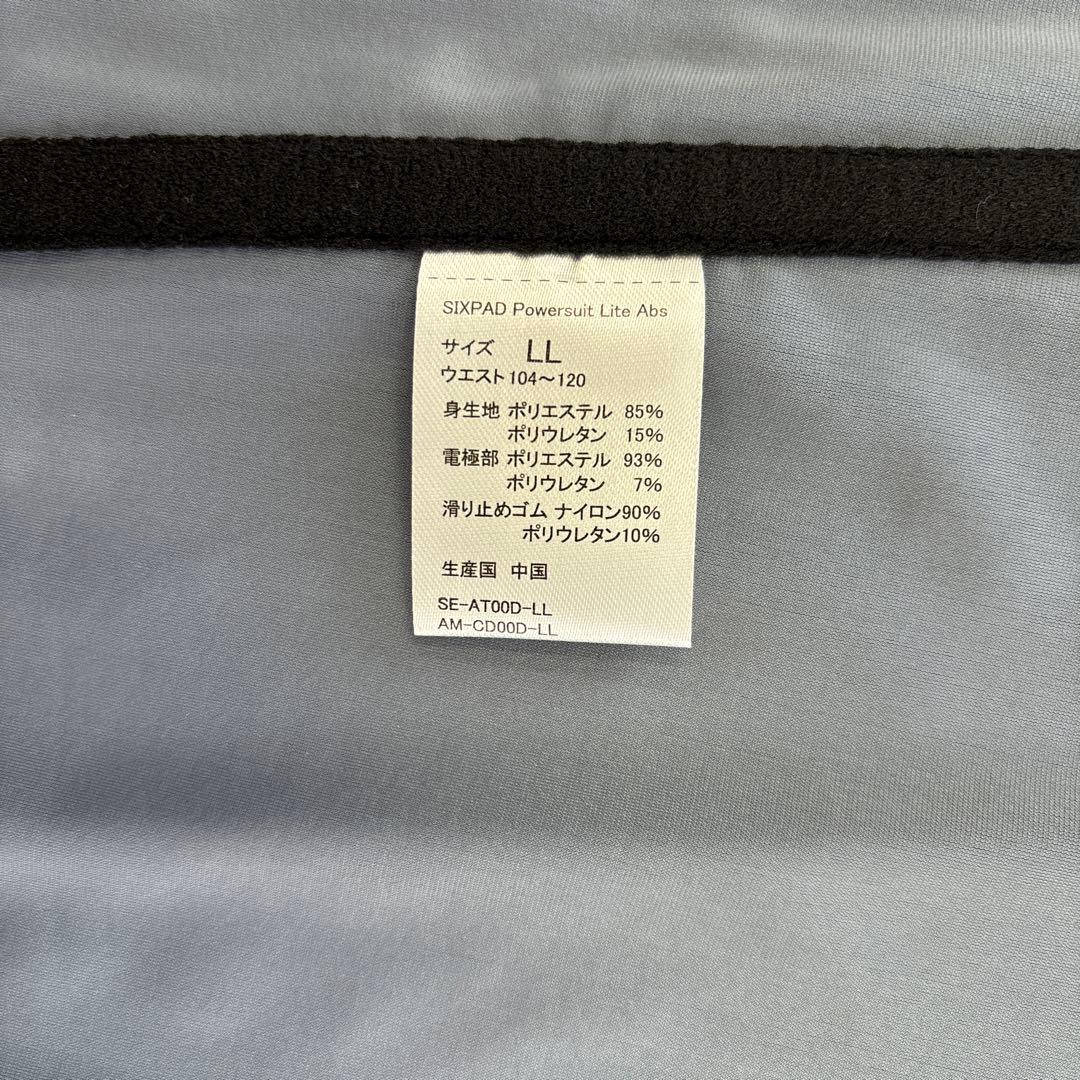 SIXPAD Powersuit Lite Abs
サイズ LL
ウエスト104～120
身生地 ポリエステル 85%
ポリウレタン 15%
電極部 ポリエステル 93%
ポリウレタン 7%
滑り止めゴム ナイロン90%
ポリウレタン10%
生産国 中国
SE-AT00D-LL
AM-CD00D-LL